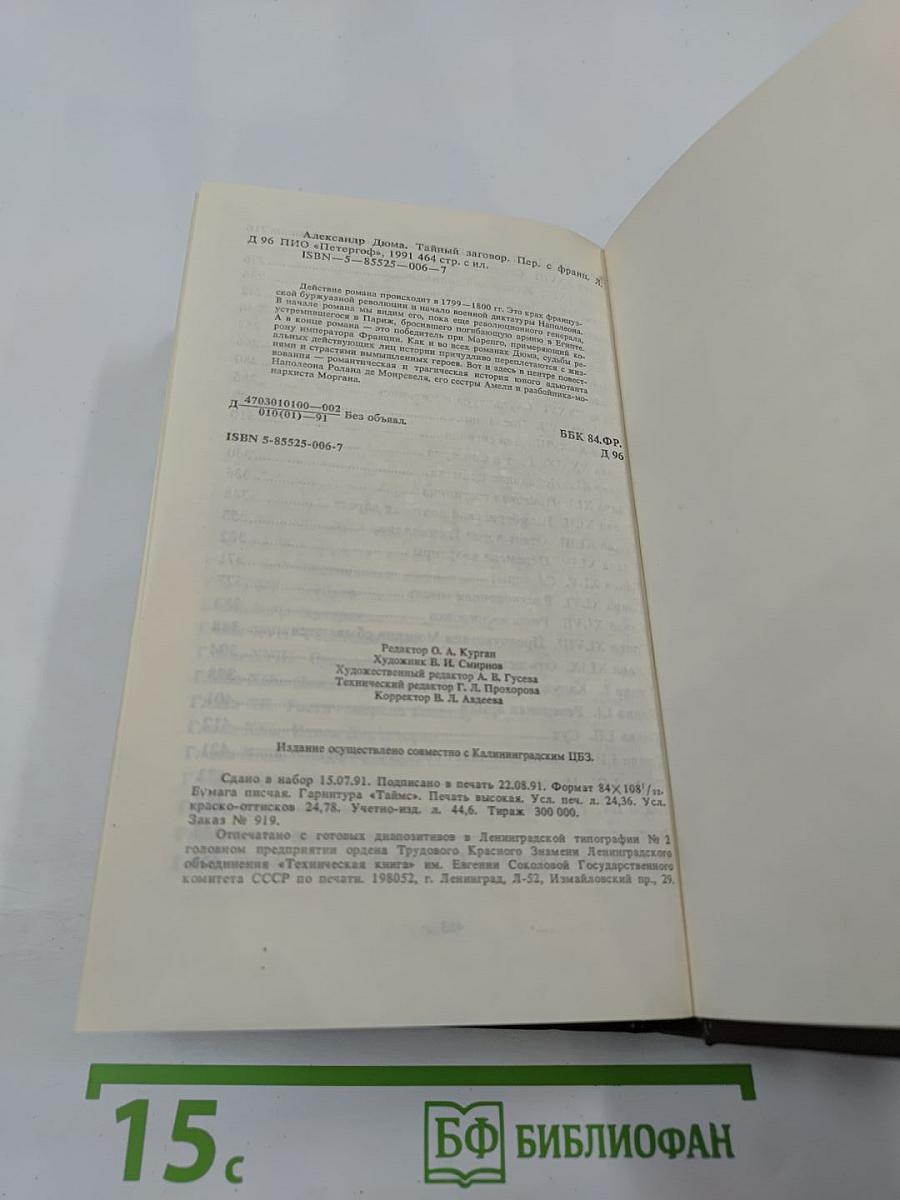 Александр Дюма. Тайный заговор. Пер. с франц. Л.
Д 96 ПИО «Петергоф», 1991 464 стр. с ил.
ISBN—5—85525—006—7
Действие романа происходит в 1799—1800 гг. Это крах француз-
ской буржуазной революции и начало военной диктатуры Наполеона.
В начале романа мы видим его, пока еще революционного генерала,
устремившегося в Париж, бросившего погибающую армию в Египте.
А в конце романа — это победитель при Маренго, примеряющий ко-
рону императора Франции. Как и во всех романах Дюма, судьбы ре-
альных действующих лиц истории причудливо переплетаются с жиз-
нями и страстями вымышленных героев. Вот и здесь в центре повест-
вования — романтическая и трагическая история юного адъютанта
Наполеона Ролана де Монревеля, его сестры Амели и разбойника-мо-
нархиста Моргана.
Д 4703010100—002
010(01)—91 Без объявл.
ББК 84.ФР.
Д 96
ISBN 5-85525-006-7
Редактор О. А. Курган
Художник В. И. Смирнов
Художественный редактор А. В. Гусева
Технический редактор Г. Л. Прохорова
Корректор В. Л. Авдеева
Издание осуществлено совместно с Калининградским ЦБЗ.
Сдано в набор 15.07.91. Подписано в печать 22.08.91. Формат 84×108¹/₃₂.
Бумага писчая. Гарнитура «Таймс». Печать высокая. Усл. печ. л. 24,36. Усл.
краско-оттисков 24,78. Учетно-изд. л. 44,6. Тираж 300 000.
Заказ № 919.
Отпечатано с готовых диапозитивов в Ленинградской типографии № 2
головном предприятии ордена Трудового Красного Знамени Ленинградского
объединения «Техническая книга» им. Евгении Соколовой Государственного
комитета СССР по печати. 198052, г. Ленинград, Л-52, Измайловский пр., 29.
15 с
БФ БИБЛИОФАН